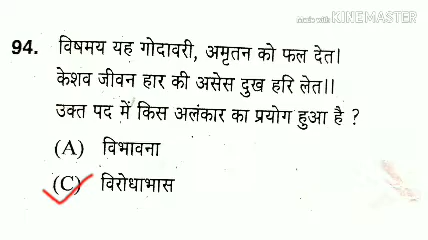 Made with KINEMASTER
94. विषमय यह गोदावरी, अमृतन को फल देत।
केशव जीवन हार की असेस दुख हरि लेत।।
उक्त पद में किस अलंकार का प्रयोग हुआ है ?
(A) विभावना
(C) विरोधाभास